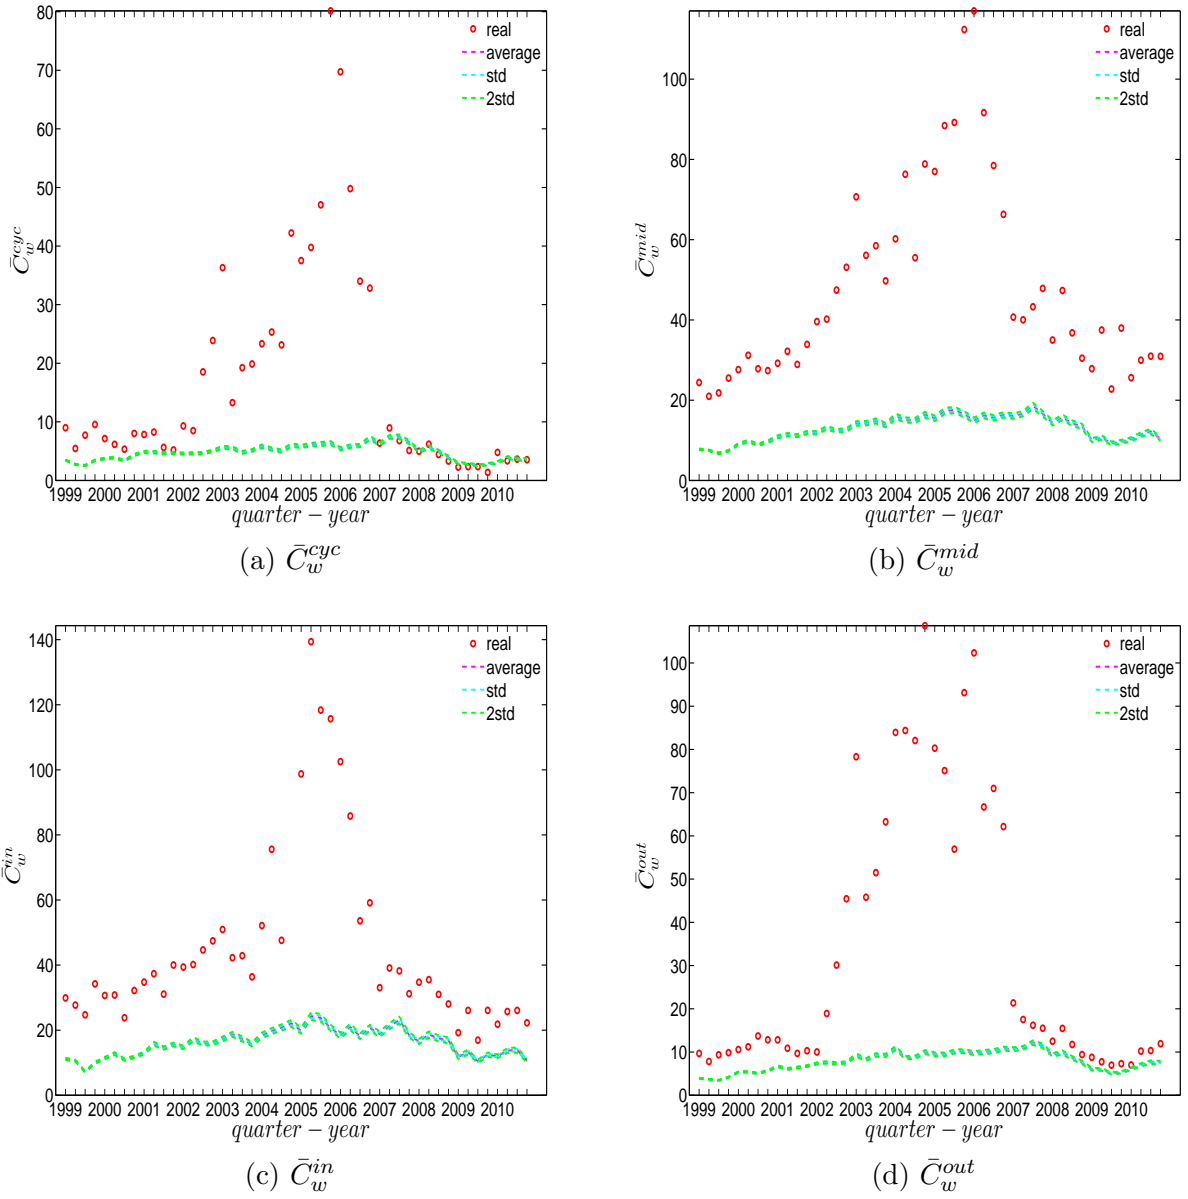 80
70
60
50
40
30
20
10
0
real
average
std
2std
C̄_w^{cyc}
1999 2000 2001 2002 2003 2004 2005 2006 2007 2008 2009 2010
quarter − year
(a) C̄_w^{cyc}
100
80
60
40
20
0
real
average
std
2std
C̄_w^{mid}
1999 2000 2001 2002 2003 2004 2005 2006 2007 2008 2009 2010
quarter − year
(b) C̄_w^{mid}
140
120
100
80
60
40
20
0
real
average
std
2std
C̄_w^{in}
1999 2000 2001 2002 2003 2004 2005 2006 2007 2008 2009 2010
quarter − year
(c) C̄_w^{in}
100
90
80
70
60
50
40
30
20
10
0
real
average
std
2std
C̄_w^{out}
1999 2000 2001 2002 2003 2004 2005 2006 2007 2008 2009 2010
quarter − year
(d) C̄_w^{out}